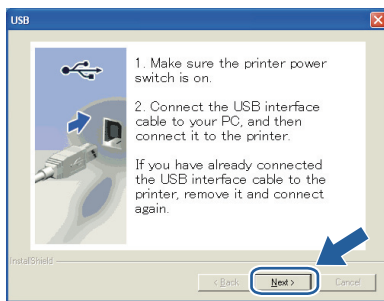 USB
1. Make sure the printer power
switch is on.
2. Connect the USB interface
cable to your PC, and then
connect it to the printer.
If you have already connected
the USB interface cable to the
printer, remove it and connect
again.
InstallShield
< Back Next > Cancel